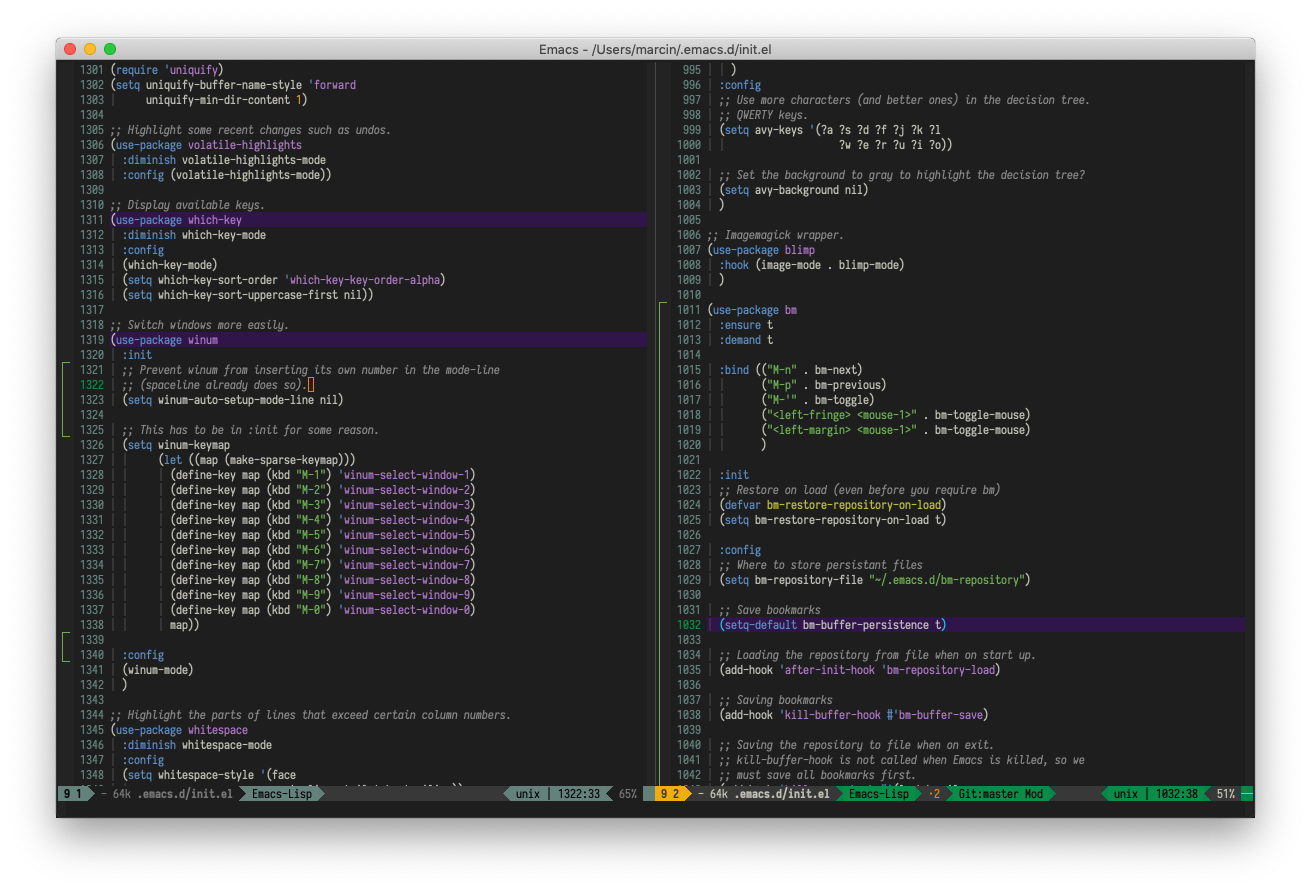 Emacs - /Users/marcin/.emacs.d/init.el
1301 (require 'uniquify)
1302 (setq uniquify-buffer-name-style 'forward
1303 uniquify-min-dir-content 1)
1304
1305 ;; Highlight some recent changes such as undos.
1306 (use-package volatile-highlights
1307 :diminish volatile-highlights-mode
1308 :config (volatile-highlights-mode))
1309
1310 ;; Display available keys.
1311 (use-package which-key
1312 :diminish which-key-mode
1313 :config
1314 (which-key-mode)
1315 (setq which-key-sort-order 'which-key-key-order-alpha)
1316 (setq which-key-sort-uppercase-first nil))
1317
1318 ;; Switch windows more easily.
1319 (use-package winum
1320 :init
1321 ;; Prevent winum from inserting its own number in the mode-line
1322 ;; (spaceline already does so).
1323 (setq winum-auto-setup-mode-line nil)
1324
1325 ;; This has to be in :init for some reason.
1326 (setq winum-keymap
1327 (let ((map (make-sparse-keymap)))
1328 (define-key map (kbd "M-1") 'winum-select-window-1)
1329 (define-key map (kbd "M-2") 'winum-select-window-2)
1330 (define-key map (kbd "M-3") 'winum-select-window-3)
1331 (define-key map (kbd "M-4") 'winum-select-window-4)
1332 (define-key map (kbd "M-5") 'winum-select-window-5)
1333 (define-key map (kbd "M-6") 'winum-select-window-6)
1334 (define-key map (kbd "M-7") 'winum-select-window-7)
1335 (define-key map (kbd "M-8") 'winum-select-window-8)
1336 (define-key map (kbd "M-9") 'winum-select-window-9)
1337 (define-key map (kbd "M-0") 'winum-select-window-0)
1338 map))
1339
1340 :config
1341 (winum-mode)
1342 )
1343
1344 ;; Highlight the parts of lines that exceed certain column numbers.
1345 (use-package whitespace
1346 :diminish whitespace-mode
1347 :config
1348 (setq whitespace-style '(face
9 1 - 64k .emacs.d/init.el Emacs-Lisp unix | 1322:33 65%
995 )
996 :config
997 ;; Use more characters (and better ones) in the decision tree.
998 ;; QWERTY keys.
999 (setq avy-keys '(?a ?s ?d ?f ?j ?k ?l
1000 ?w ?e ?r ?u ?i ?o))
1001
1002 ;; Set the background to gray to highlight the decision tree?
1003 (setq avy-background nil)
1004 )
1005
1006 ;; Imagemagick wrapper.
1007 (use-package blimp
1008 :hook (image-mode . blimp-mode)
1009 )
1010
1011 (use-package bm
1012 :ensure t
1013 :demand t
1014
1015 :bind (("M-n" . bm-next)
1016 ("M-p" . bm-previous)
1017 ("M-'" . bm-toggle)
1018 ("<left-fringe> <mouse-1>" . bm-toggle-mouse)
1019 ("<left-margin> <mouse-1>" . bm-toggle-mouse)
1020 )
1021
1022 :init
1023 ;; Restore on load (even before you require bm)
1024 (defvar bm-restore-repository-on-load)
1025 (setq bm-restore-repository-on-load t)
1026
1027 :config
1028 ;; Where to store persistant files
1029 (setq bm-repository-file "~/.emacs.d/bm-repository")
1030
1031 ;; Save bookmarks
1032 (setq-default bm-buffer-persistence t)
1033
1034 ;; Loading the repository from file when on start up.
1035 (add-hook 'after-init-hook 'bm-repository-load)
1036
1037 ;; Saving bookmarks
1038 (add-hook 'kill-buffer-hook #'bm-buffer-save)
1039
1040 ;; Saving the repository to file when on exit.
1041 ;; kill-buffer-hook is not called when Emacs is killed, so we
1042 ;; must save all bookmarks first.
9 2 - 64k .emacs.d/init.el Emacs-Lisp ·2 Git:master Mod unix | 1032:38 51%